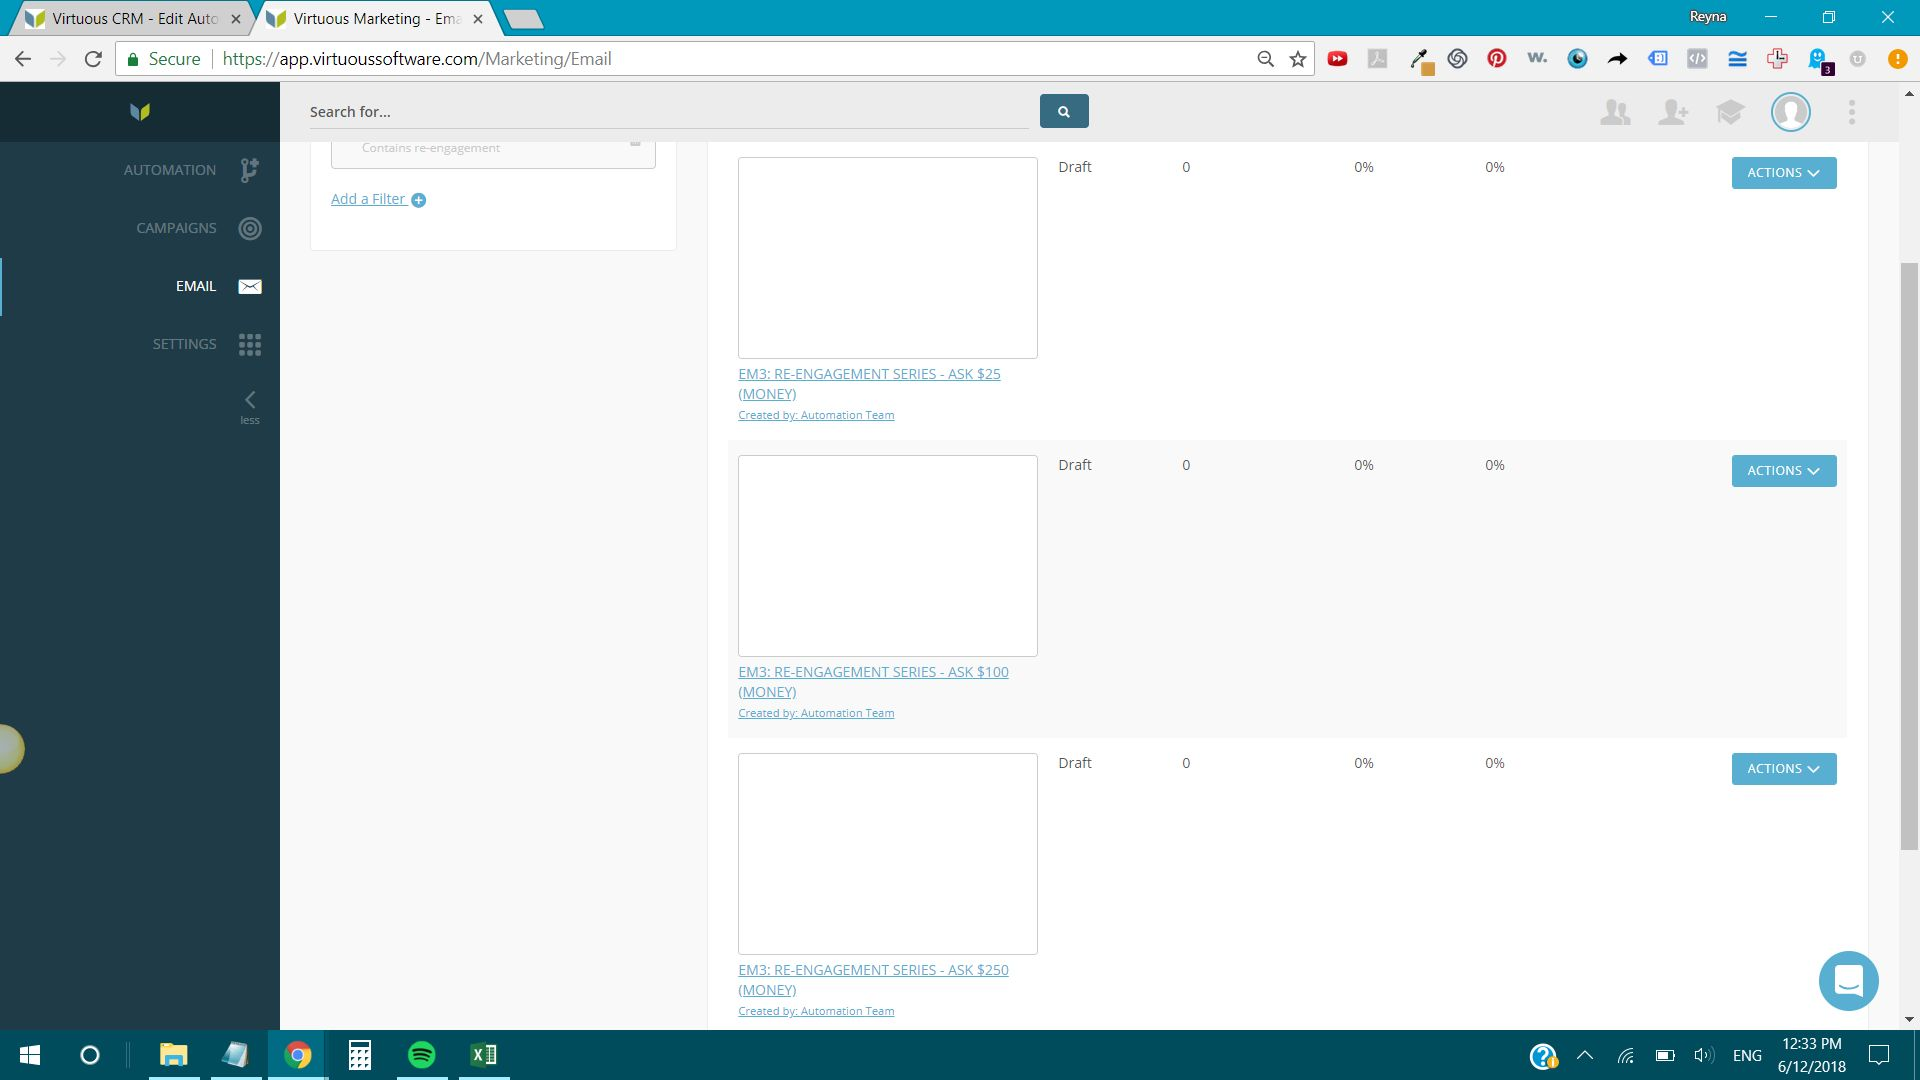 Virtuous CRM - Edit Auto
Virtuous Marketing - Ema
Reyna
Secure
https://app.virtuoussoftware.com/Marketing/Email
w.
3
Search for...
AUTOMATION
CAMPAIGNS
EMAIL
SETTINGS
less
Contains re-engagement
Add a Filter
Draft 0 0% 0% ACTIONS
EM3: RE-ENGAGEMENT SERIES - ASK $25
(MONEY)
Created by: Automation Team
Draft 0 0% 0% ACTIONS
EM3: RE-ENGAGEMENT SERIES - ASK $100
(MONEY)
Created by: Automation Team
Draft 0 0% 0% ACTIONS
EM3: RE-ENGAGEMENT SERIES - ASK $250
(MONEY)
Created by: Automation Team
ENG
12:33 PM
6/12/2018